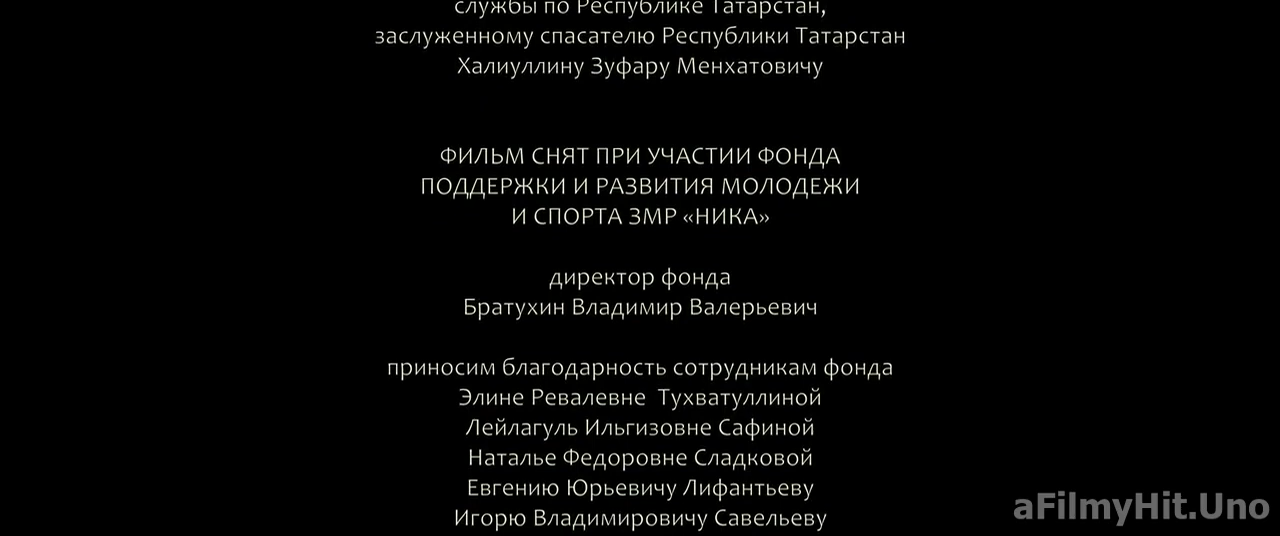 службы по Республике Татарстан,
заслуженному спасателю Республики Татарстан
Халиуллину Зуфару Менхатовичу
ФИЛЬМ СНЯТ ПРИ УЧАСТИИ ФОНДА
ПОДДЕРЖКИ И РАЗВИТИЯ МОЛОДЕЖИ
И СПОРТА ЗМР «НИКА»
директор фонда
Братухин Владимир Валерьевич
приносим благодарность сотрудникам фонда
Элине Ревалевне Тухватуллиной
Лейлагуль Ильгизовне Сафиной
Наталье Федоровне Сладковой
Евгению Юрьевичу Лифантьеву
Игорю Владимировичу Савельеву
aFilmyHit.Uno